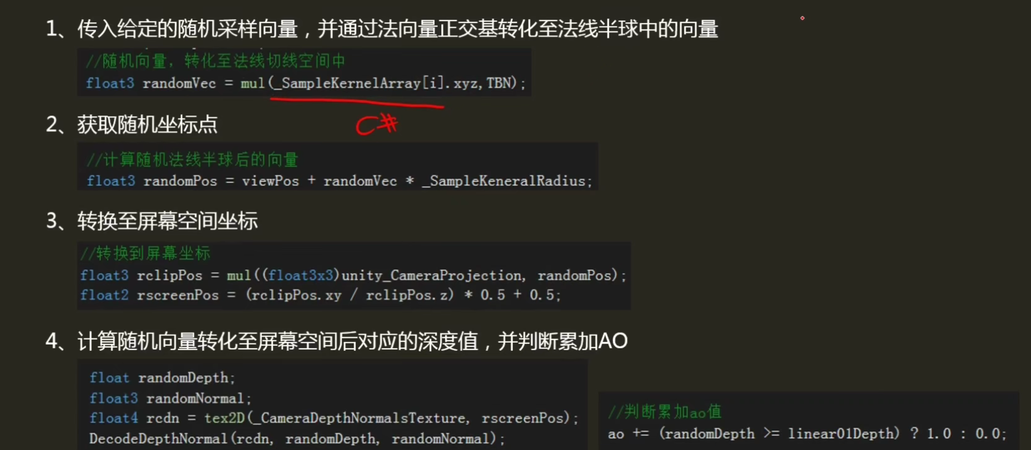 1、传入给定的随机采样向量，并通过法向量正交基转化至法线半球中的向量
//随机向量，转化至法线切线空间中
float3 randomVec = mul(_SampleKernelArray[i].xyz,TBN);
C#
2、获取随机坐标点
//计算随机法线半球后的向量
float3 randomPos = viewPos + randomVec * _SampleKeneralRadius;
3、转换至屏幕空间坐标
//转换到屏幕坐标
float3 rclipPos = mul((float3x3)unity_CameraProjection, randomPos);
float2 rscreenPos = (rclipPos.xy / rclipPos.z) * 0.5 + 0.5;
4、计算随机向量转化至屏幕空间后对应的深度值，并判断累加AO
float randomDepth;
float3 randomNormal;
float4 rcdn = tex2D(_CameraDepthNormalsTexture, rscreenPos);
DecodeDepthNormal(rcdn, randomDepth, randomNormal);
//判断累加ao值
ao += (randomDepth >= linear01Depth) ? 1.0 : 0.0;